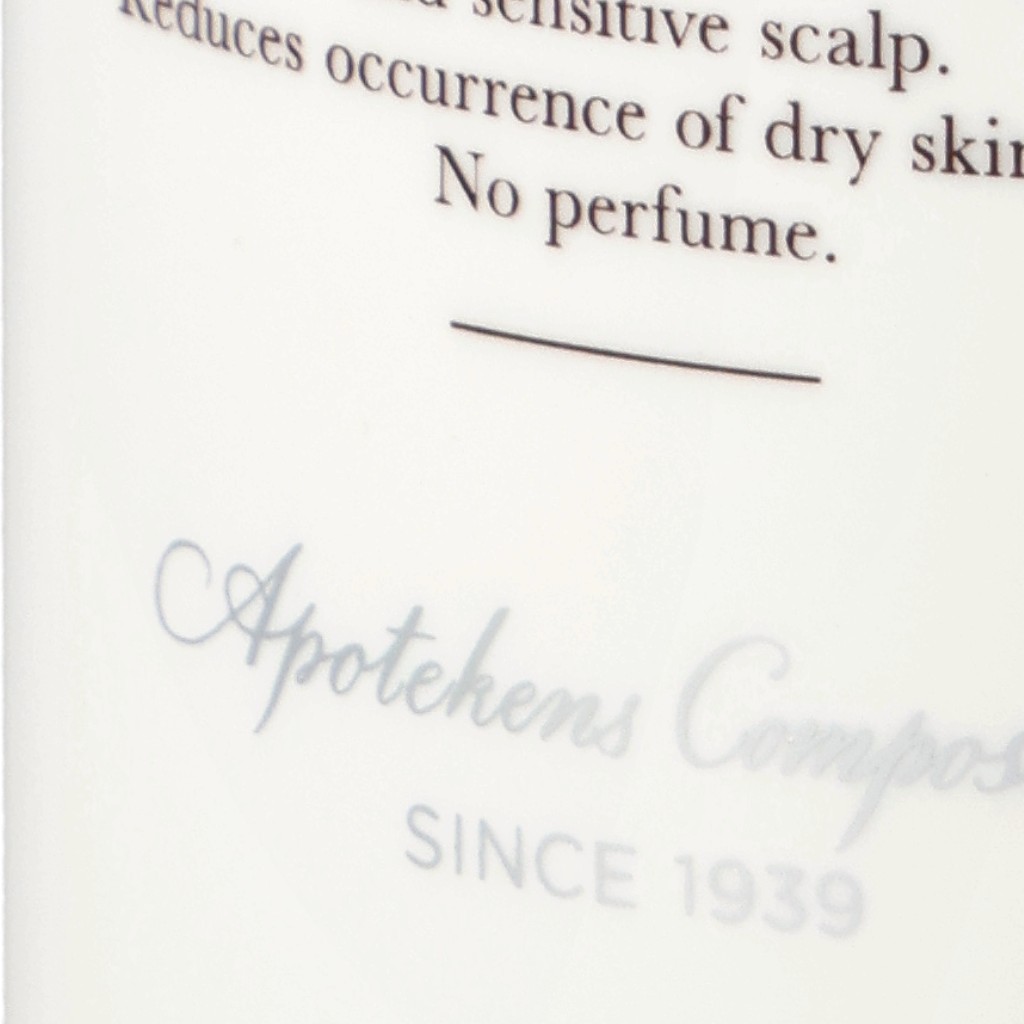 sensitive scalp.
Reduces occurrence of dry skin
No perfume.
Apotekens Compos
SINCE 1939